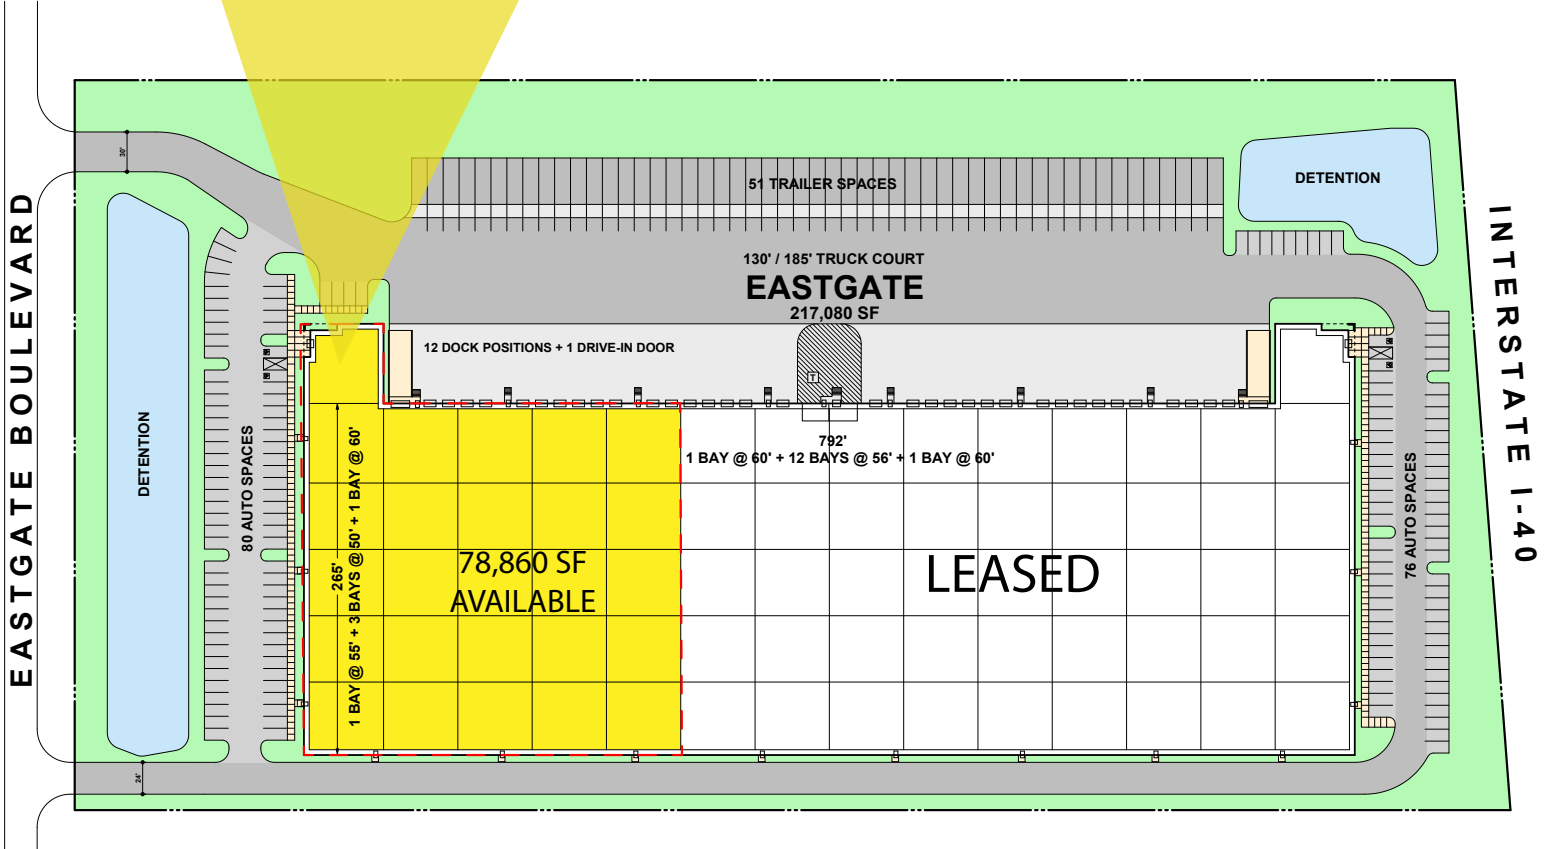 30'
51 TRAILER SPACES
DETENTION
130' / 185' TRUCK COURT
EASTGATE
217,080 SF
12 DOCK POSITIONS + 1 DRIVE-IN DOOR
T
792'
1 BAY @ 60' + 12 BAYS @ 56' + 1 BAY @ 60'
EASTGATE BOULEVARD
DETENTION
80 AUTO SPACES
265'
1 BAY @ 55' + 3 BAYS @ 50' + 1 BAY @ 60'
78,860 SF
AVAILABLE
LEASED
76 AUTO SPACES
INTERSTATE I-40
24'